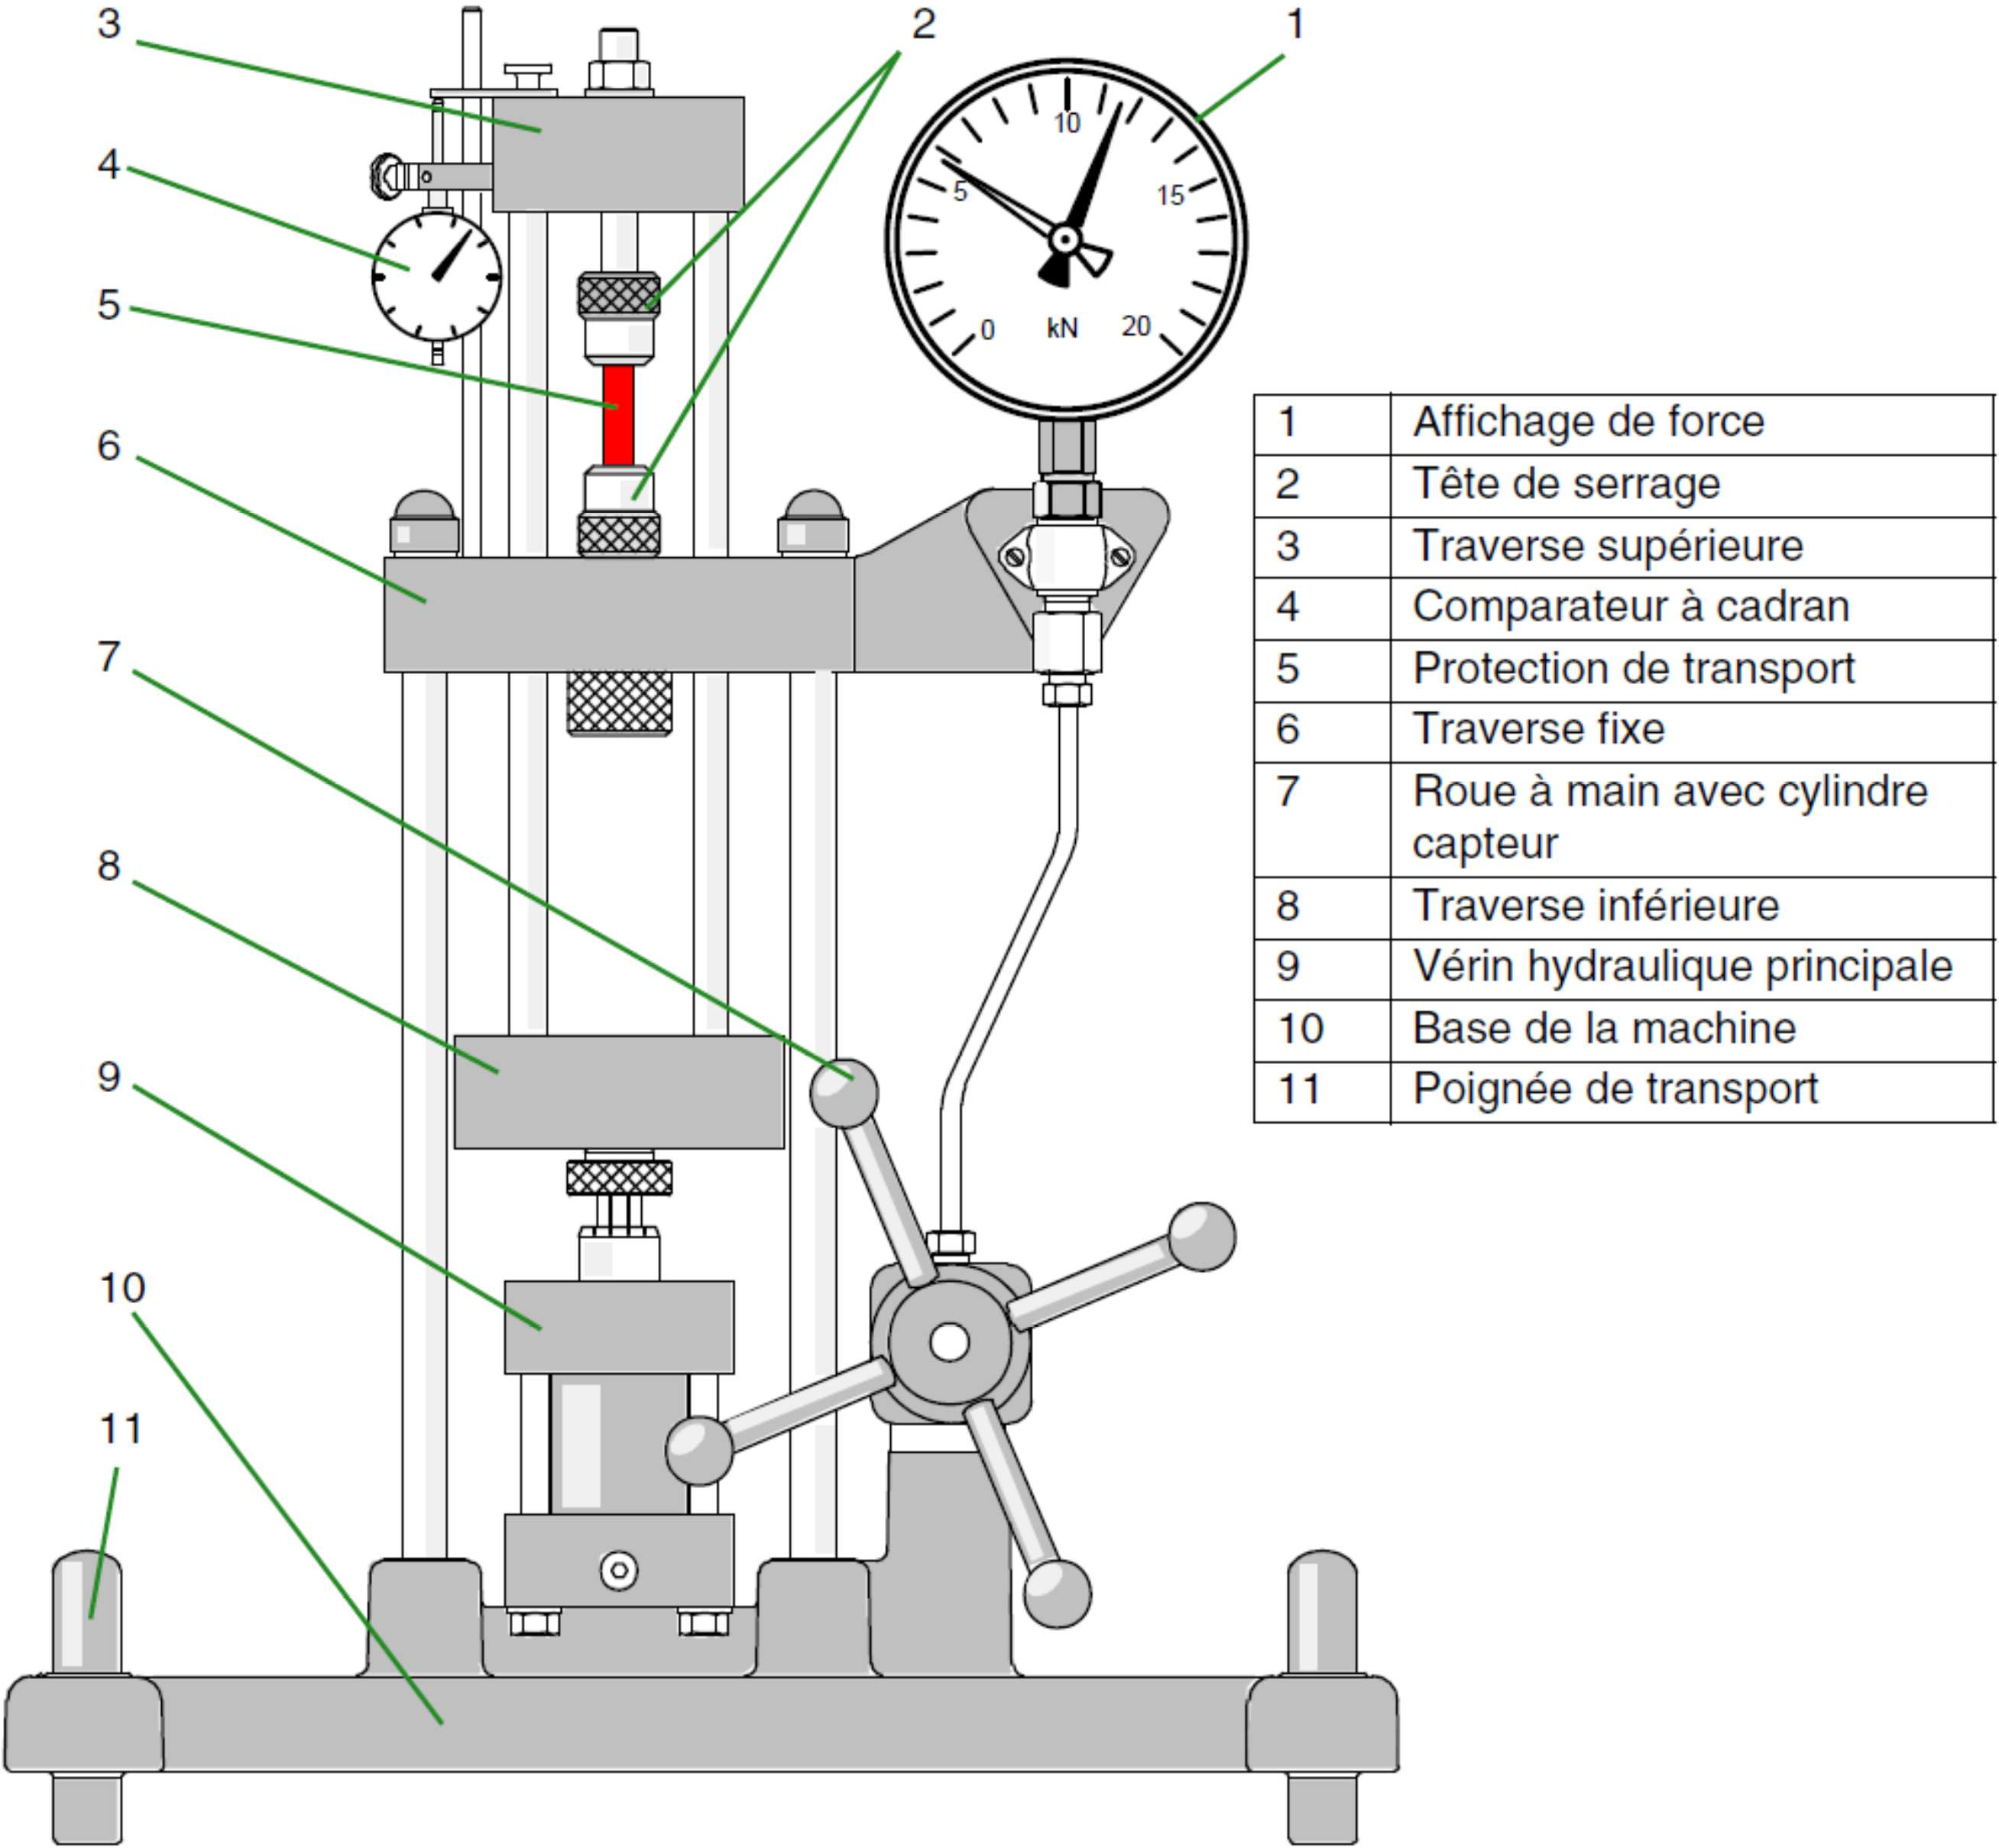 3
2
1
4
5
6
7
8
9
10
11
10
5
15
0
kN
20
1 Affichage de force
2 Tête de serrage
3 Traverse supérieure
4 Comparateur à cadran
5 Protection de transport
6 Traverse fixe
7 Roue à main avec cylindre
capteur
8 Traverse inférieure
9 Vérin hydraulique principale
10 Base de la machine
11 Poignée de transport